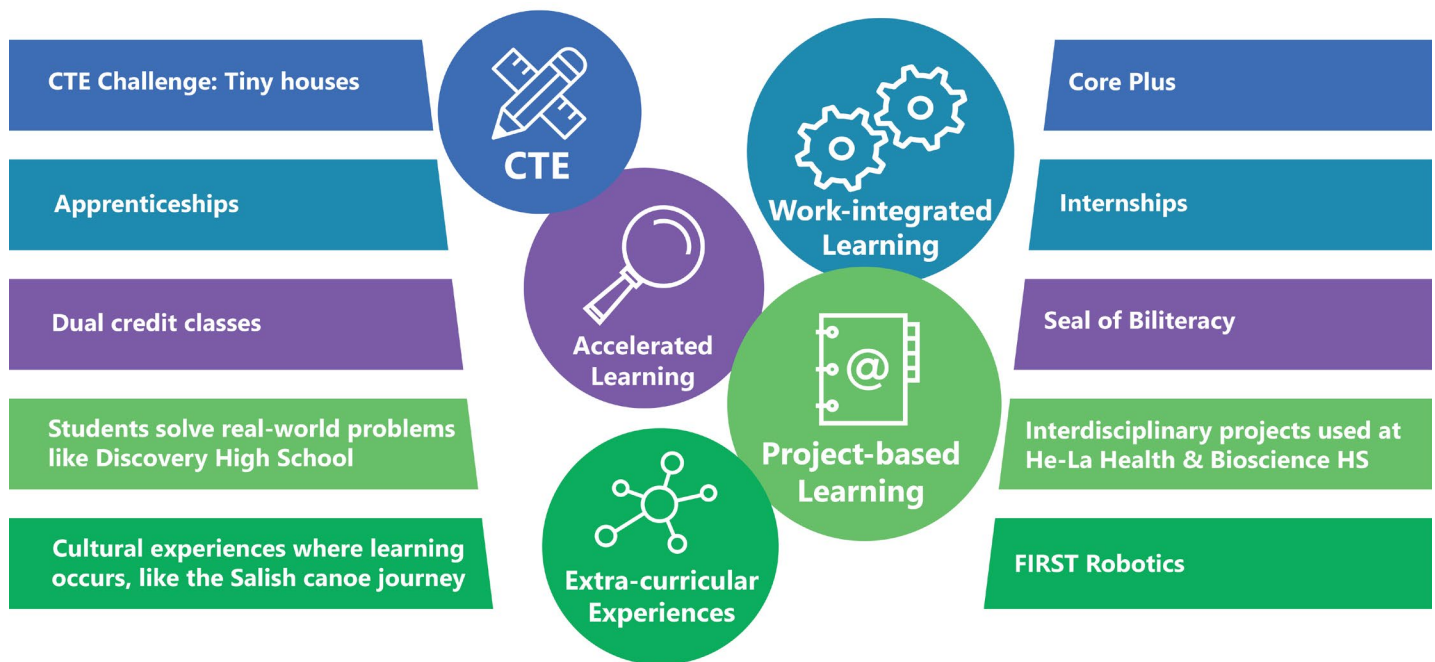 CTE Challenge: Tiny houses
Apprenticeships
Dual credit classes
Students solve real-world problems
like Discovery High School
Cultural experiences where learning
occurs, like the Salish canoe journey
CTE
Work-integrated
Learning
Accelerated
Learning
@
Project-based
Learning
Extra-curricular
Experiences
Core Plus
Internships
Seal of Biliteracy
Interdisciplinary projects used at
He-La Health & Bioscience HS
FIRST Robotics